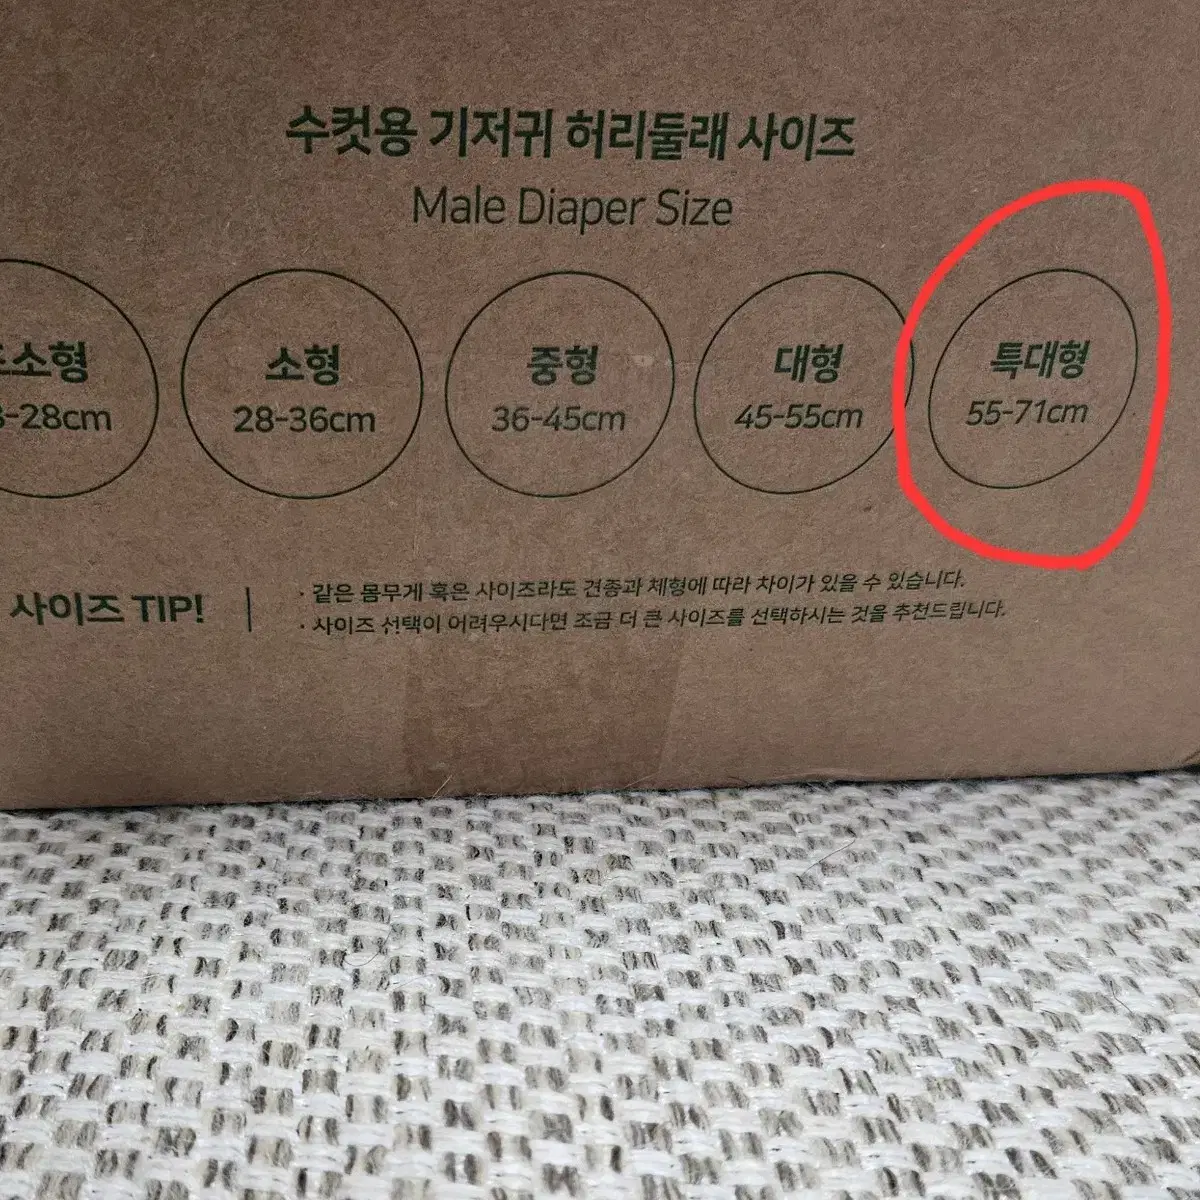 수컷용 기저귀 허리둘레 사이즈
Male Diaper Size
소형
28-36cm
중형
36-45cm
대형
45-55cm
특대형
55-71cm
사이즈 TIP!
· 같은 몸무게 혹은 사이즈라도 견종과 체형에 따라 차이가 있을 수 있습니다.
· 사이즈 선택이 어려우시다면 조금 더 큰 사이즈를 선택하시는 것을 추천드립니다.